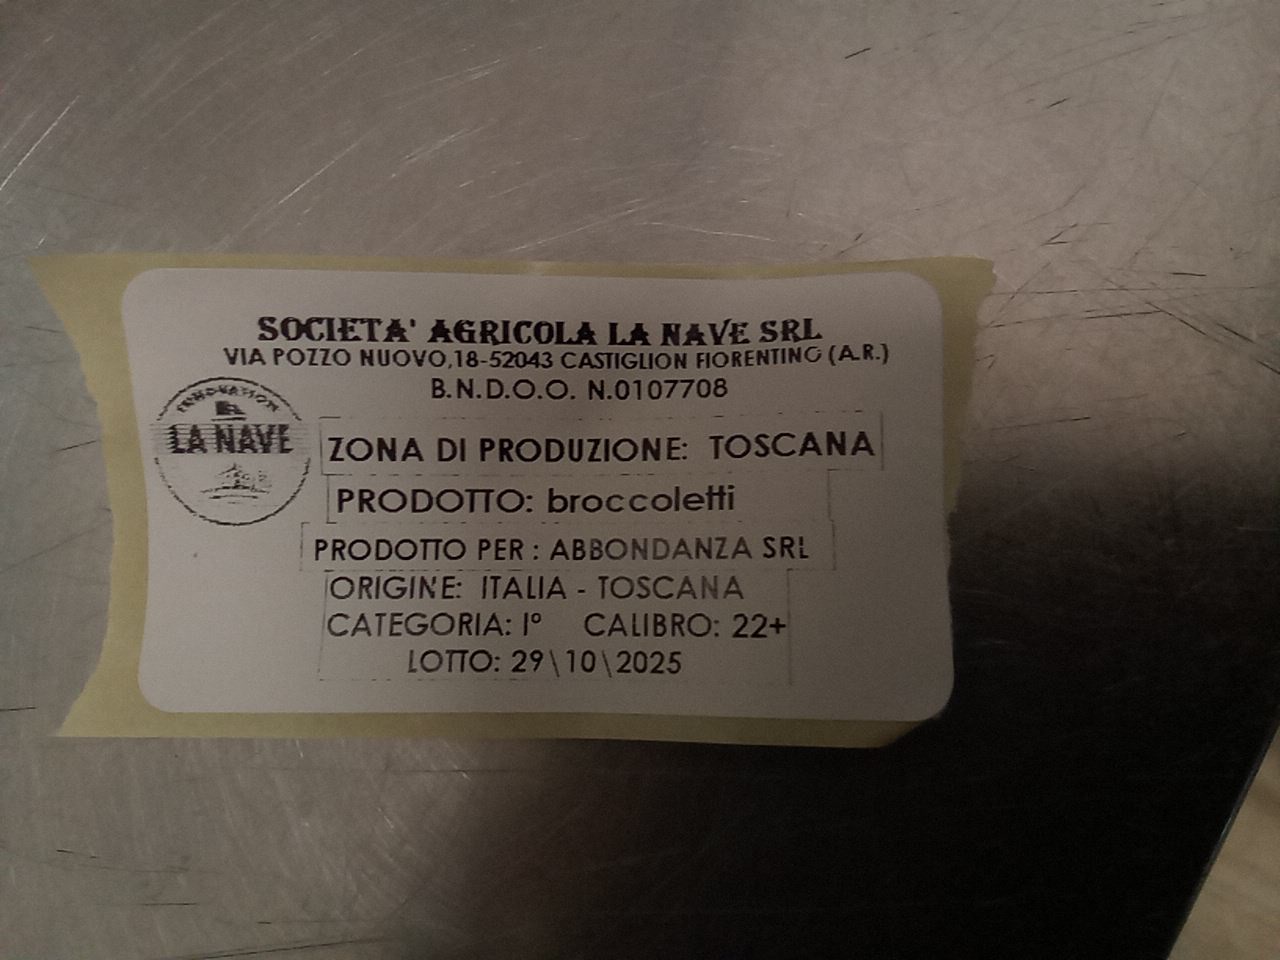 SOCIETA' AGRICOLA LA NAVE SRL
VIA POZZO NUOVO,18-52043 CASTIGLION FIORENTINO (A.R.)
B.N.D.O.O. N.0107708
INNOVATION
LA NAVE
ZONA DI PRODUZIONE: TOSCANA
PRODOTTO: broccoletti
PRODOTTO PER : ABBONDANZA SRL
ORIGINE: ITALIA - TOSCANA
CATEGORIA: I° CALIBRO: 22+
LOTTO: 29\10\2025